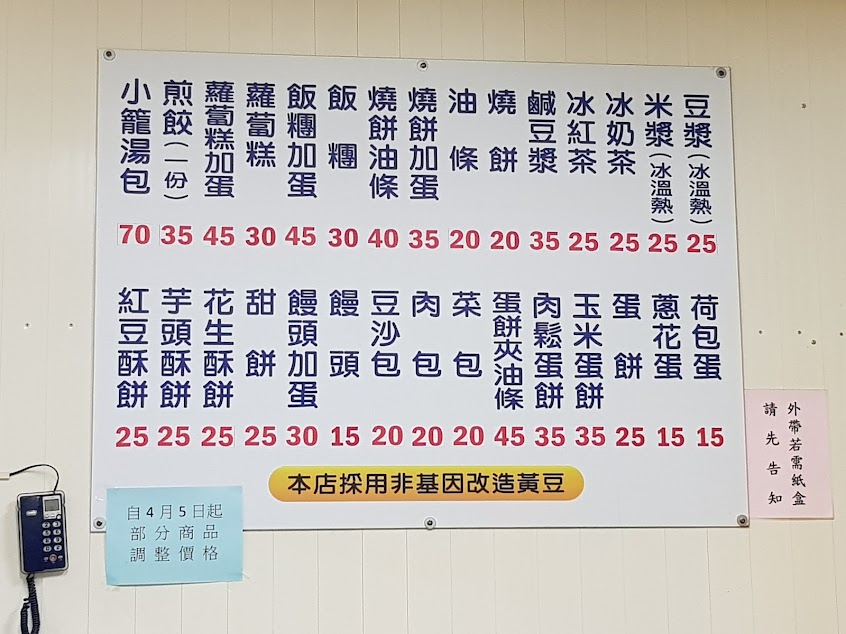 豆漿(冰溫熱) 25
米漿(冰溫熱) 25
冰奶茶 25
冰紅茶 25
鹹豆漿 35
燒餅 20
油條 20
燒餅加蛋 35
燒餅油條 40
飯糰 30
飯糰加蛋 45
蘿蔔糕 30
蘿蔔糕加蛋 45
煎餃(一份) 35
小籠湯包 70
荷包蛋 15
蔥花蛋 15
蛋餅 25
玉米蛋餅 35
肉鬆蛋餅 35
蛋餅夾油條 45
菜包 20
肉包 20
豆沙包 20
饅頭 15
饅頭加蛋 30
甜餅 25
花生酥餅 25
芋頭酥餅 25
紅豆酥餅 25
本店採用非基因改造黃豆
外帶若需紙盒
請先告知
自4月5日起
部分商品
調整價格